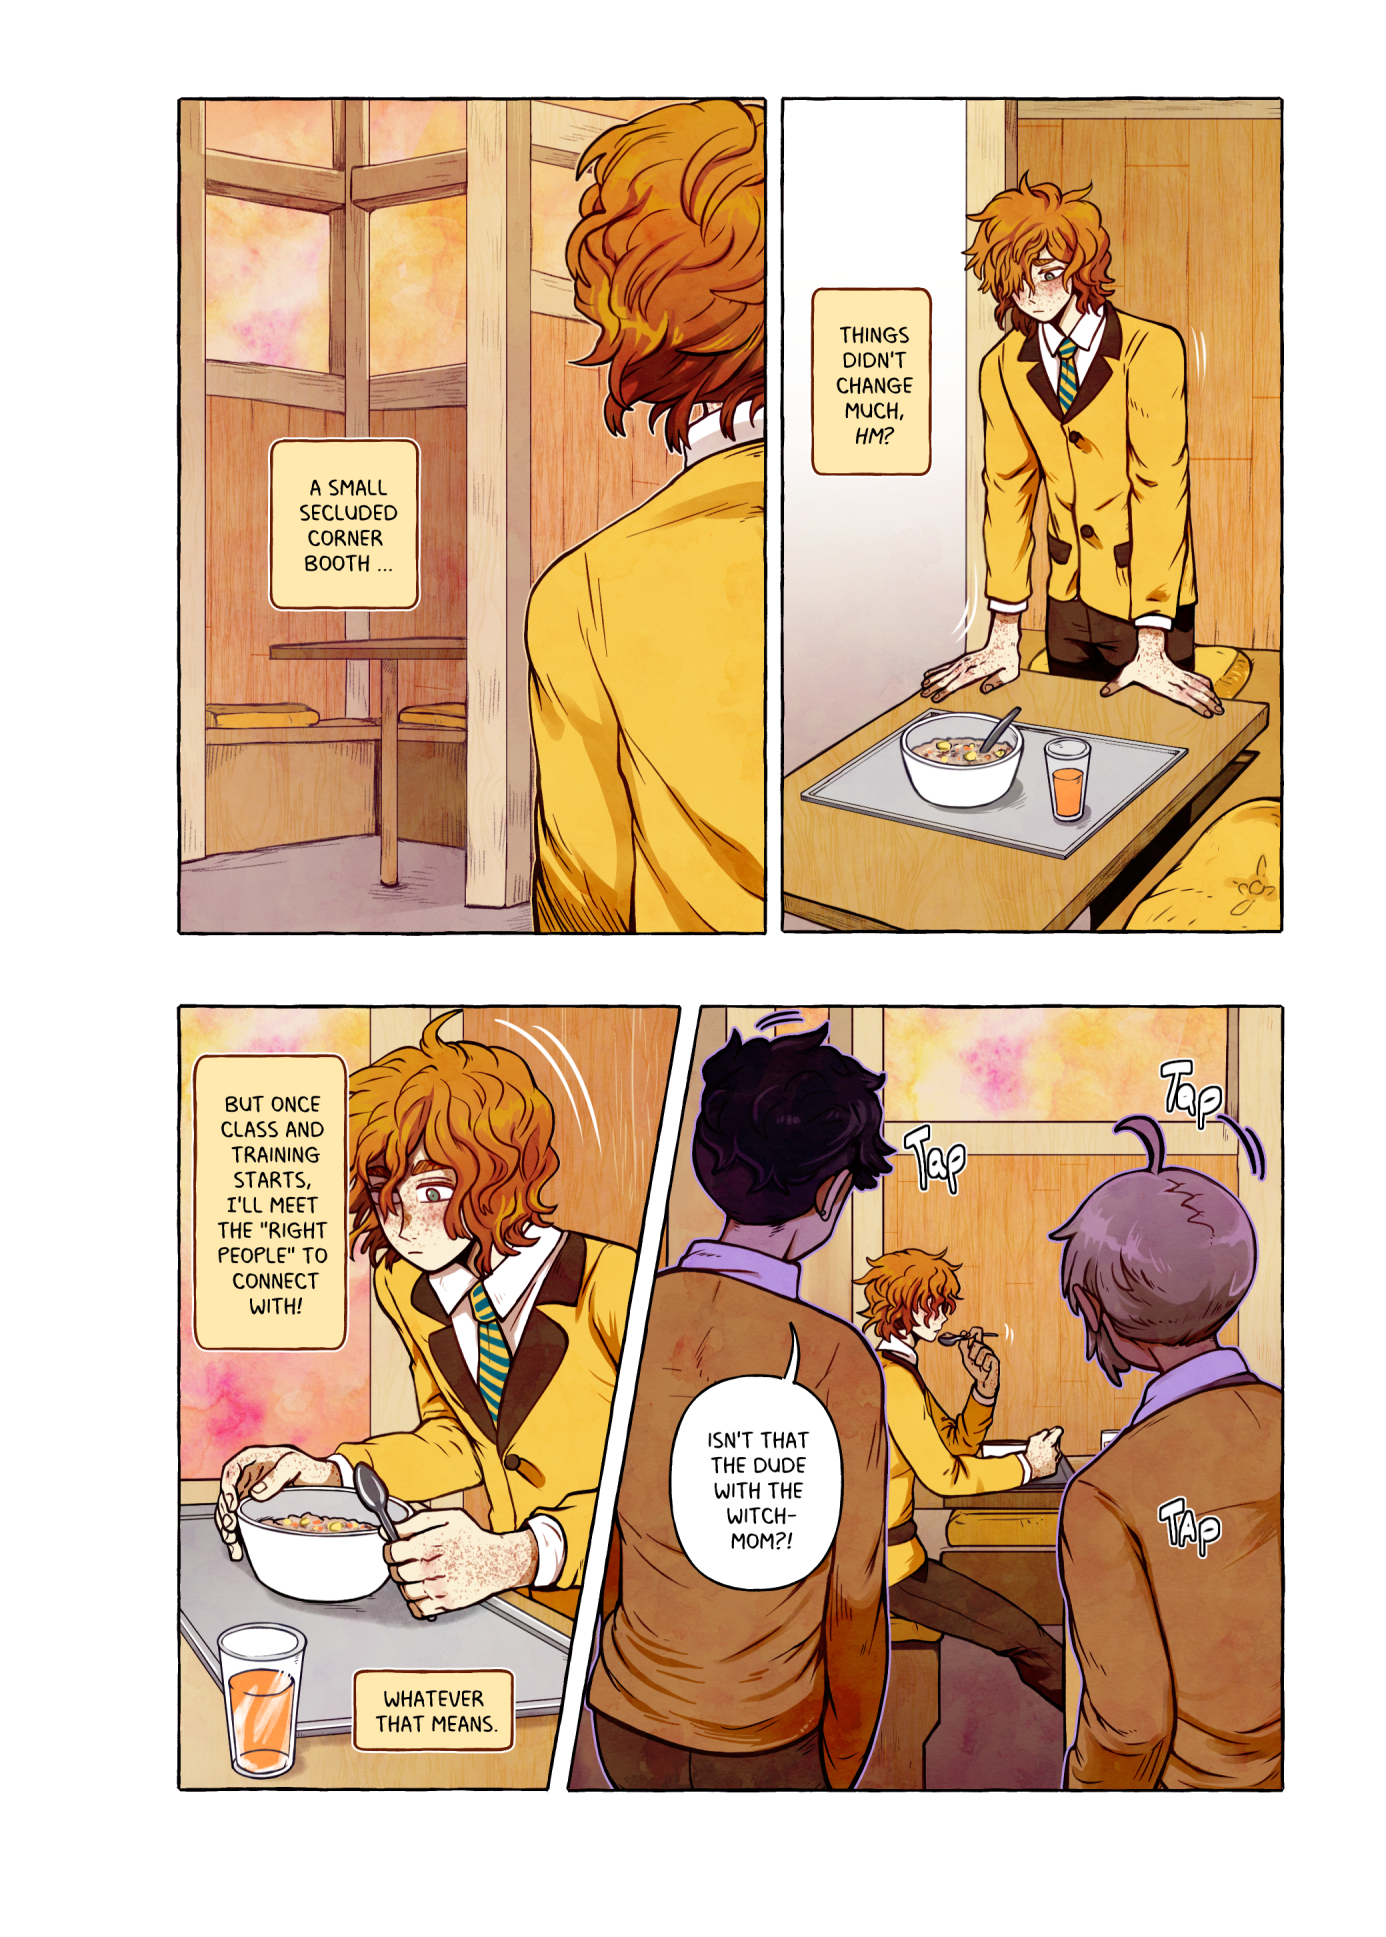 A SMALL
SECLUDED
CORNER
BOOTH ...
THINGS
DIDN'T
CHANGE
MUCH,
HM?
BUT ONCE
CLASS AND
TRAINING
STARTS,
I'LL MEET
THE "RIGHT
PEOPLE" TO
CONNECT
WITH!
WHATEVER
THAT MEANS.
Tap
Tap
ISN'T THAT
THE DUDE
WITH THE
WITCH-
MOM?!
TAP